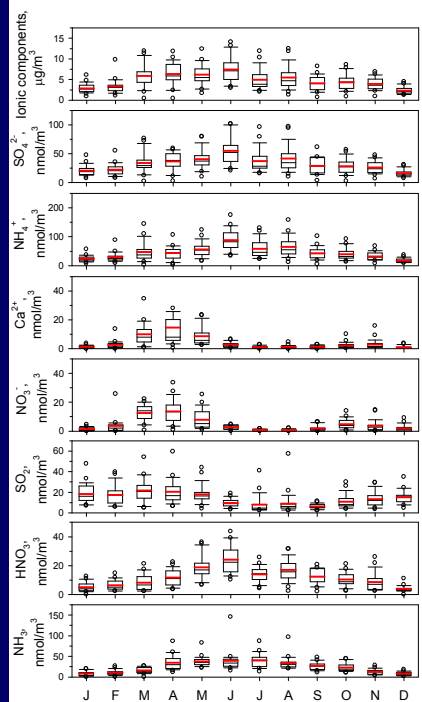 Ionic components,
μg/m³
15
10
5
0
SO₄²⁻,
nmol/m³
100
50
0
NH₄⁺,
nmol/m³
200
100
0
Ca²⁺,
nmol/m³
40
20
0
NO₃⁻,
nmol/m³
40
20
0
SO₂,
nmol/m³
60
40
20
0
HNO₃,
nmol/m³
40
20
0
NH₃,
nmol/m³
150
100
50
0
J F M A M J J A S O N D